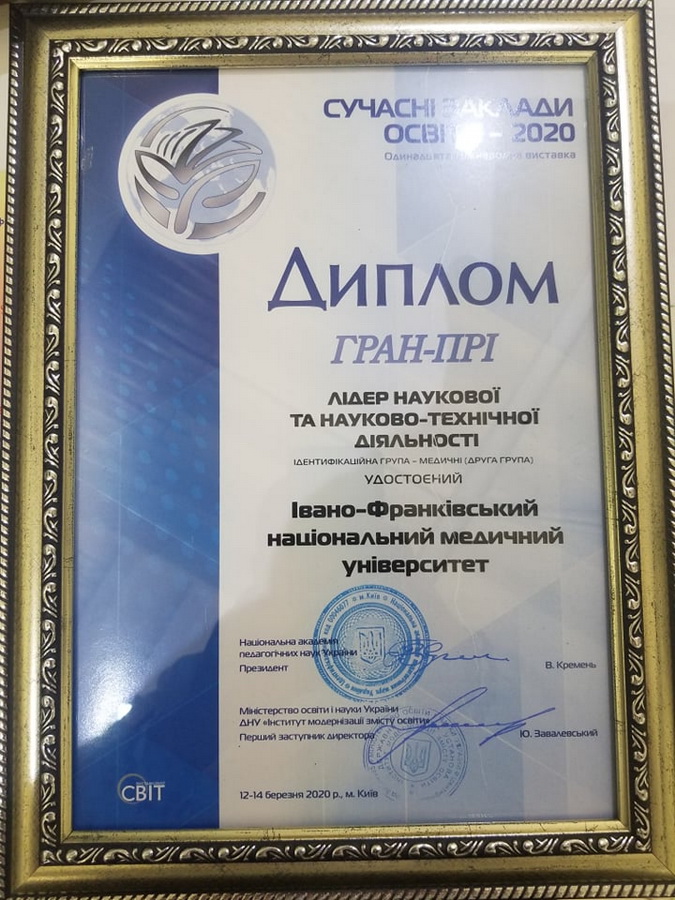 СУЧАСНІ ЗАКЛАДИ
ОСВІТИ – 2020
виставка
ДИПЛОМ
ГРАН-ПРІ
ЛІДЕР НАУКОВОЇ
ТА НАУКОВО-ТЕХНІЧНОЇ
ДІЯЛЬНОСТІ
ІДЕНТИФІКАЦІЙНА ГРУПА – МЕДИЧНІ (ДРУГА ГРУПА)
УДОСТОЄНИЙ
Івано-Франківський
національний медичний
університет
Національна академія
педагогічних наук України
Президент
В. Кремень
Міністерство освіти і науки України
ДНУ «Інститут модернізації змісту освіти»
Перший заступник директора
Ю. Завалевський
СВІТ
12-14 березня 2020 р., м. Київ